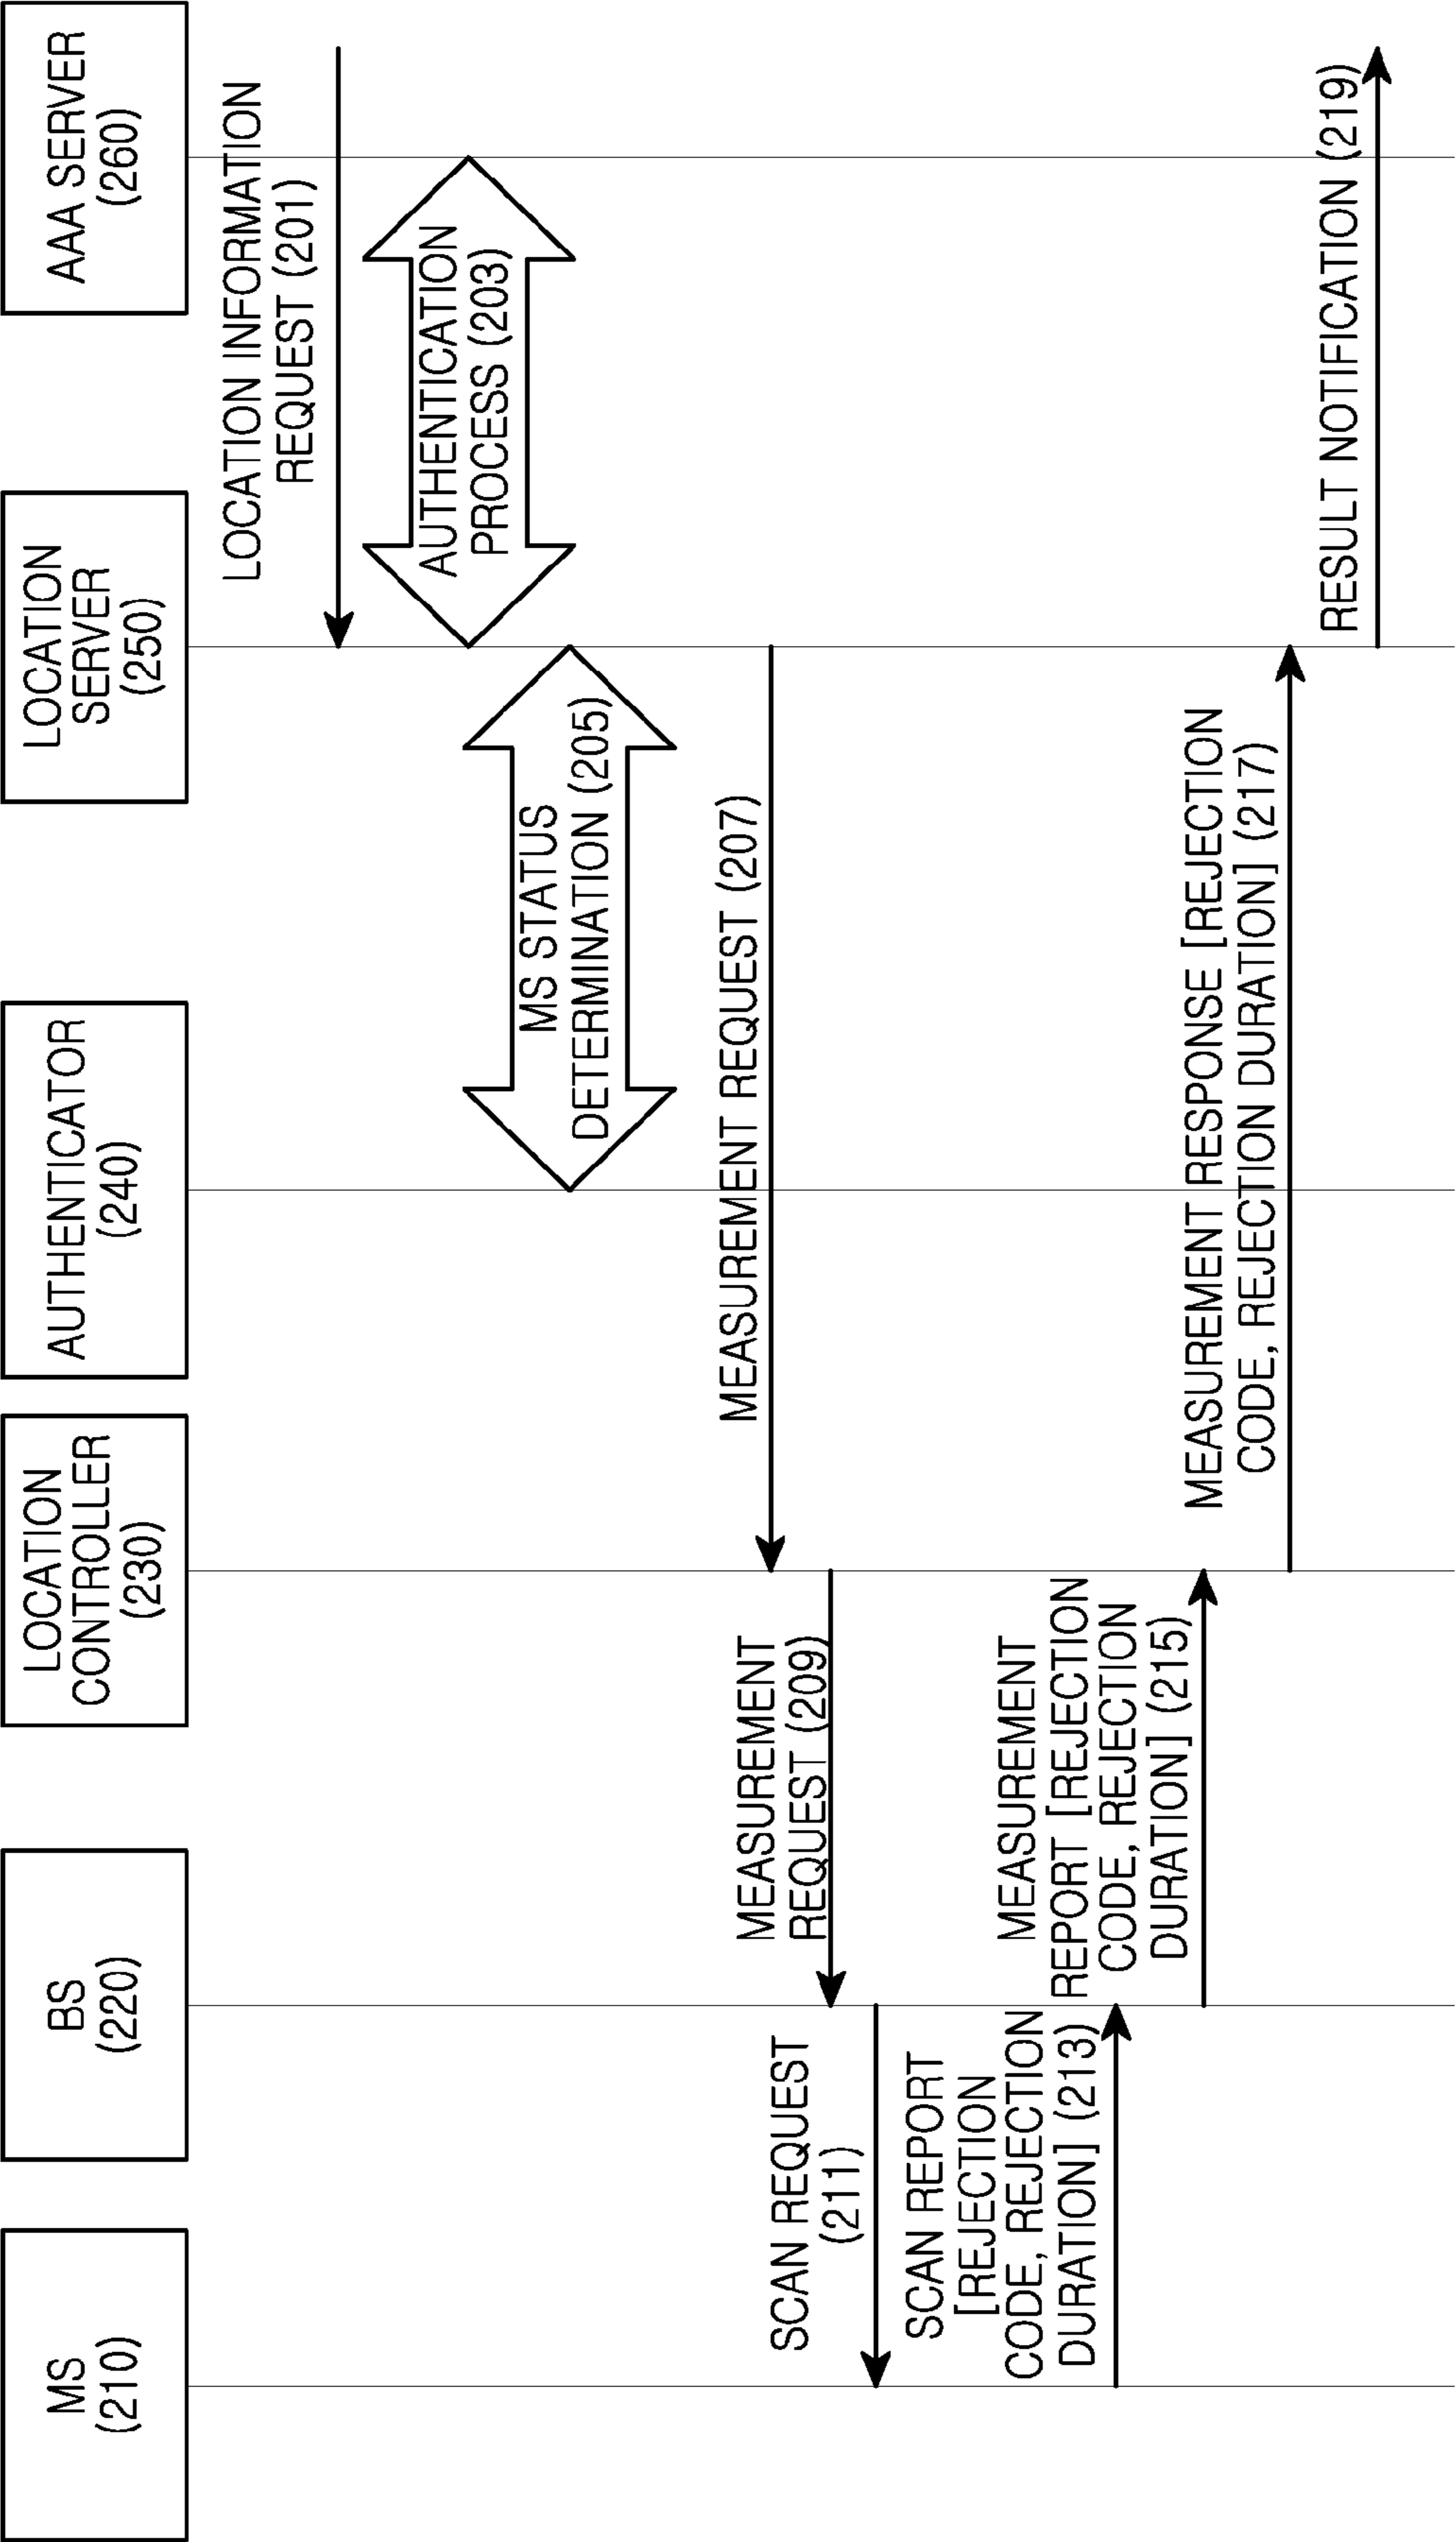 MS
(210)
BS
(220)
LOCATION
CONTROLLER
(230)
AUTHENTICATOR
(240)
LOCATION
SERVER
(250)
AAA SERVER
(260)
LOCATION INFORMATION
REQUEST (201)
AUTHENTICATION
PROCESS (203)
MS STATUS
DETERMINATION (205)
MEASUREMENT REQUEST (207)
MEASUREMENT
REQUEST (209)
SCAN REQUEST
(211)
SCAN REPORT
[REJECTION
CODE, REJECTION
DURATION] (213)
MEASUREMENT
REPORT [REJECTION
CODE, REJECTION
DURATION] (215)
MEASUREMENT RESPONSE [REJECTION
CODE, REJECTION DURATION] (217)
RESULT NOTIFICATION (219)